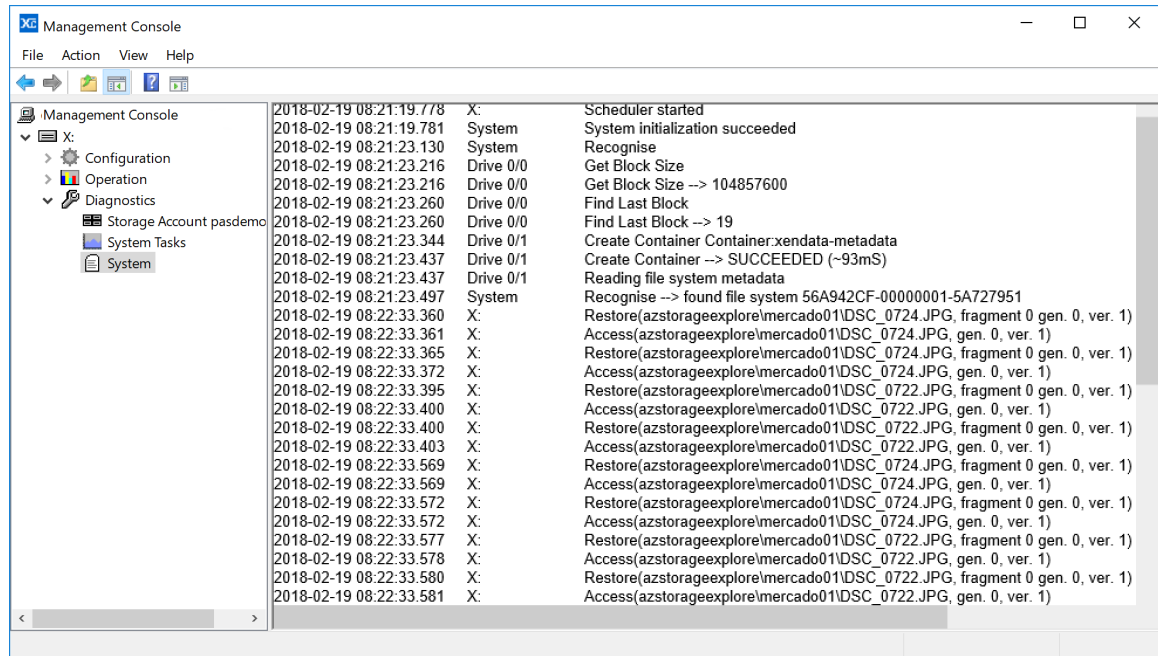 XC Management Console
File Action View Help
Management Console
X:
Configuration
Operation
Diagnostics
Storage Account pasdemo
System Tasks
System
2018-02-19 08:21:19.778 X: Scheduler started
2018-02-19 08:21:19.781 System System initialization succeeded
2018-02-19 08:21:23.130 System Recognise
2018-02-19 08:21:23.216 Drive 0/0 Get Block Size
2018-02-19 08:21:23.216 Drive 0/0 Get Block Size --> 104857600
2018-02-19 08:21:23.260 Drive 0/0 Find Last Block
2018-02-19 08:21:23.260 Drive 0/0 Find Last Block --> 19
2018-02-19 08:21:23.344 Drive 0/1 Create Container Container:xendata-metadata
2018-02-19 08:21:23.437 Drive 0/1 Create Container --> SUCCEEDED (~93mS)
2018-02-19 08:21:23.437 Drive 0/1 Reading file system metadata
2018-02-19 08:21:23.497 System Recognise --> found file system 56A942CF-00000001-5A727951
2018-02-19 08:22:33.360 X: Restore(azstorageexplore\mercado01\DSC_0724.JPG, fragment 0 gen. 0, ver. 1)
2018-02-19 08:22:33.361 X: Access(azstorageexplore\mercado01\DSC_0724.JPG, gen. 0, ver. 1)
2018-02-19 08:22:33.365 X: Restore(azstorageexplore\mercado01\DSC_0724.JPG, fragment 0 gen. 0, ver. 1)
2018-02-19 08:22:33.372 X: Access(azstorageexplore\mercado01\DSC_0724.JPG, gen. 0, ver. 1)
2018-02-19 08:22:33.395 X: Restore(azstorageexplore\mercado01\DSC_0722.JPG, fragment 0 gen. 0, ver. 1)
2018-02-19 08:22:33.400 X: Access(azstorageexplore\mercado01\DSC_0722.JPG, gen. 0, ver. 1)
2018-02-19 08:22:33.400 X: Restore(azstorageexplore\mercado01\DSC_0722.JPG, fragment 0 gen. 0, ver. 1)
2018-02-19 08:22:33.403 X: Access(azstorageexplore\mercado01\DSC_0722.JPG, gen. 0, ver. 1)
2018-02-19 08:22:33.569 X: Restore(azstorageexplore\mercado01\DSC_0724.JPG, fragment 0 gen. 0, ver. 1)
2018-02-19 08:22:33.569 X: Access(azstorageexplore\mercado01\DSC_0724.JPG, gen. 0, ver. 1)
2018-02-19 08:22:33.572 X: Restore(azstorageexplore\mercado01\DSC_0724.JPG, fragment 0 gen. 0, ver. 1)
2018-02-19 08:22:33.572 X: Access(azstorageexplore\mercado01\DSC_0724.JPG, gen. 0, ver. 1)
2018-02-19 08:22:33.577 X: Restore(azstorageexplore\mercado01\DSC_0722.JPG, fragment 0 gen. 0, ver. 1)
2018-02-19 08:22:33.578 X: Access(azstorageexplore\mercado01\DSC_0722.JPG, gen. 0, ver. 1)
2018-02-19 08:22:33.580 X: Restore(azstorageexplore\mercado01\DSC_0722.JPG, fragment 0 gen. 0, ver. 1)
2018-02-19 08:22:33.581 X: Access(azstorageexplore\mercado01\DSC_0722.JPG, gen. 0, ver. 1)